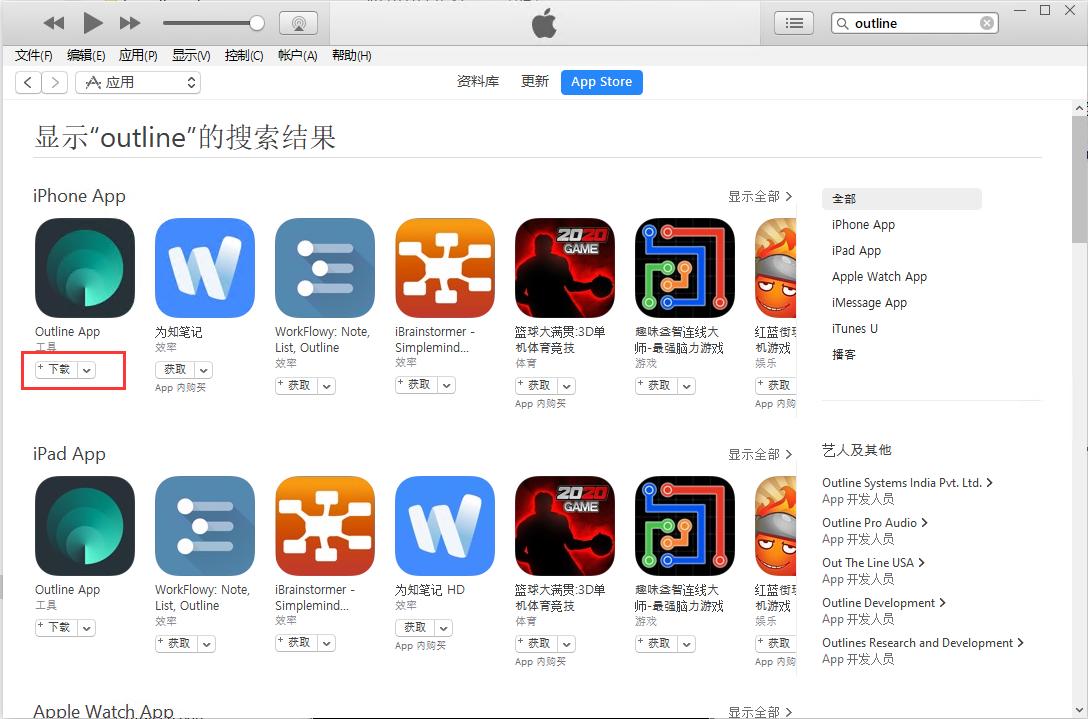 outline
文件(F) 编辑(E) 应用(P) 显示(V) 控制(C) 帐户(A) 帮助(H)
应用
资料库 更新 App Store
显示“outline”的搜索结果
iPhone App
显示全部
2020
GAME
Outline App
工具
+ 下载
为知笔记
效率
获取
App 内购买
WorkFlowy: Note,
List, Outline
效率
+ 获取
iBrainstormer -
Simplemind...
效率
+ 获取
篮球大满贯:3D单
机体育竞技
体育
+ 获取
App 内购买
趣味益智连线大
师-最强脑力游戏
游戏
+ 获取
红蓝街
机游戏
娱乐
+ 获取
App 内购
iPad App
显示全部
2020
GAME
Outline App
工具
+ 下载
WorkFlowy: Note,
List, Outline
效率
+ 获取
iBrainstormer -
Simplemind...
效率
+ 获取
为知笔记 HD
效率
获取
App 内购买
篮球大满贯:3D单
机体育竞技
体育
+ 获取
App 内购买
趣味益智连线大
师-最强脑力游戏
游戏
+ 获取
红蓝街
机游戏
娱乐
+ 获取
App 内购
Apple Watch App
显示全部
全部
iPhone App
iPad App
Apple Watch App
iMessage App
iTunes U
播客
艺人及其他
Outline Systems India Pvt. Ltd.
App 开发人员
Outline Pro Audio
App 开发人员
Out The Line USA
App 开发人员
Outline Development
App 开发人员
Outlines Research and Development
App 开发人员